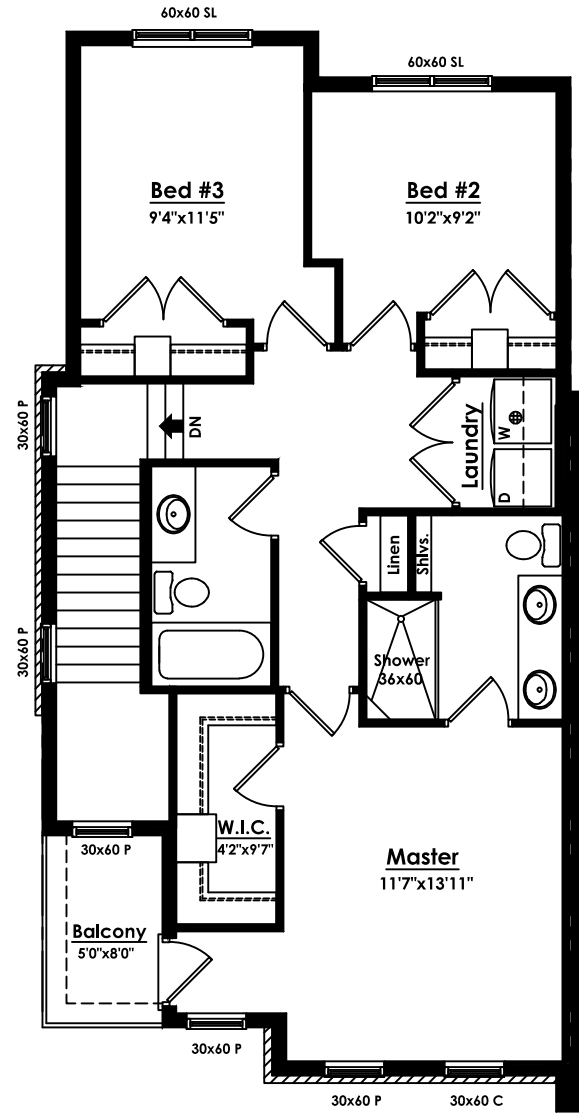 60x60 SL
60x60 SL
Bed #3
9'4"x11'5"
Bed #2
10'2"x9'2"
30x60 P
DN
Laundry
W
D
Linen
Shlvs.
30x60 P
Shower
36x60
W.I.C.
4'2"x9'7"
30x60 P
Master
11'7"x13'11"
Balcony
5'0"x8'0"
30x60 P
30x60 P
30x60 C